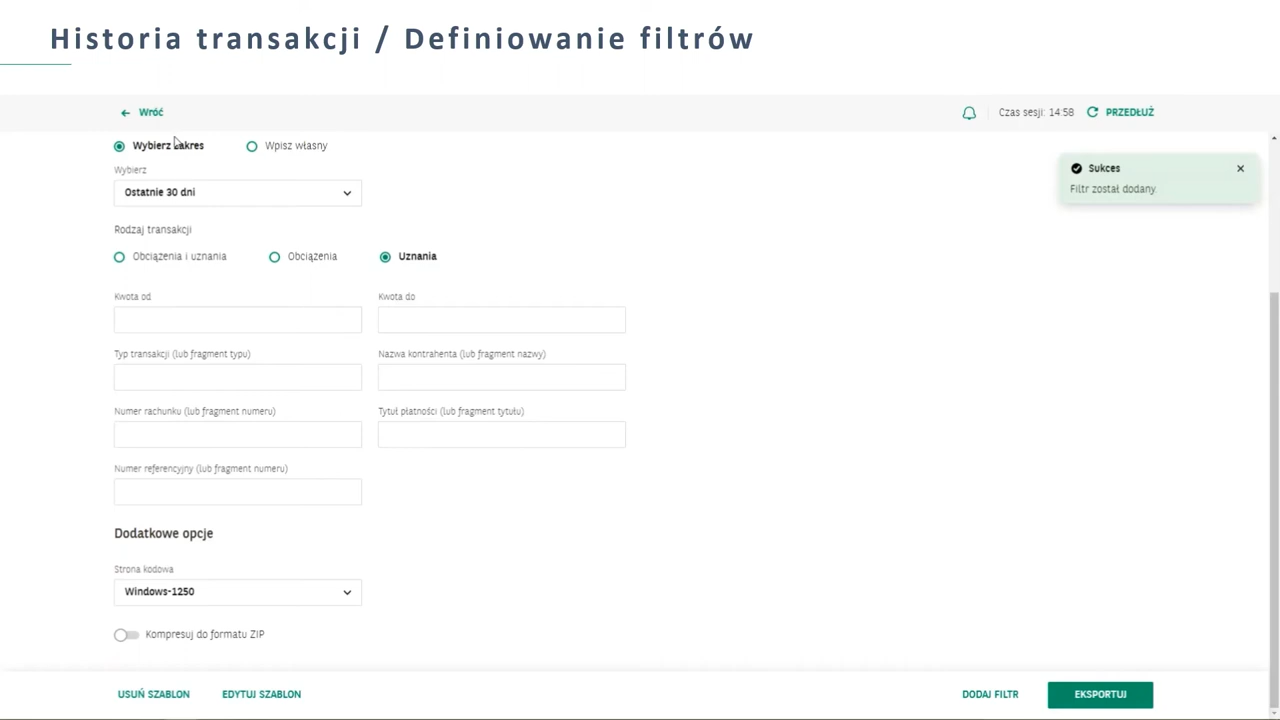 Historia transakcji / Definiowanie filtrów
Wróć
Czas sesji: 14:58
PRZEDŁUŻ
Wybierz zakres
Wpisz własny
Sukces
Filtr został dodany.
Wybierz
Ostatnie 30 dni
Rodzaj transakcji
Obciążenia i uznania
Obciążenia
Uznania
Kwota od
Kwota do
Typ transakcji (lub fragment typu)
Nazwa kontrahenta (lub fragment nazwy)
Numer rachunku (lub fragment numeru)
Tytuł płatności (lub fragment tytułu)
Numer referencyjny (lub fragment numeru)
Dodatkowe opcje
Strona kodowa
Windows-1250
Kompresuj do formatu ZIP
USUŃ SZABLON
EDYTUJ SZABLON
DODAJ FILTR
EKSPORTUJ